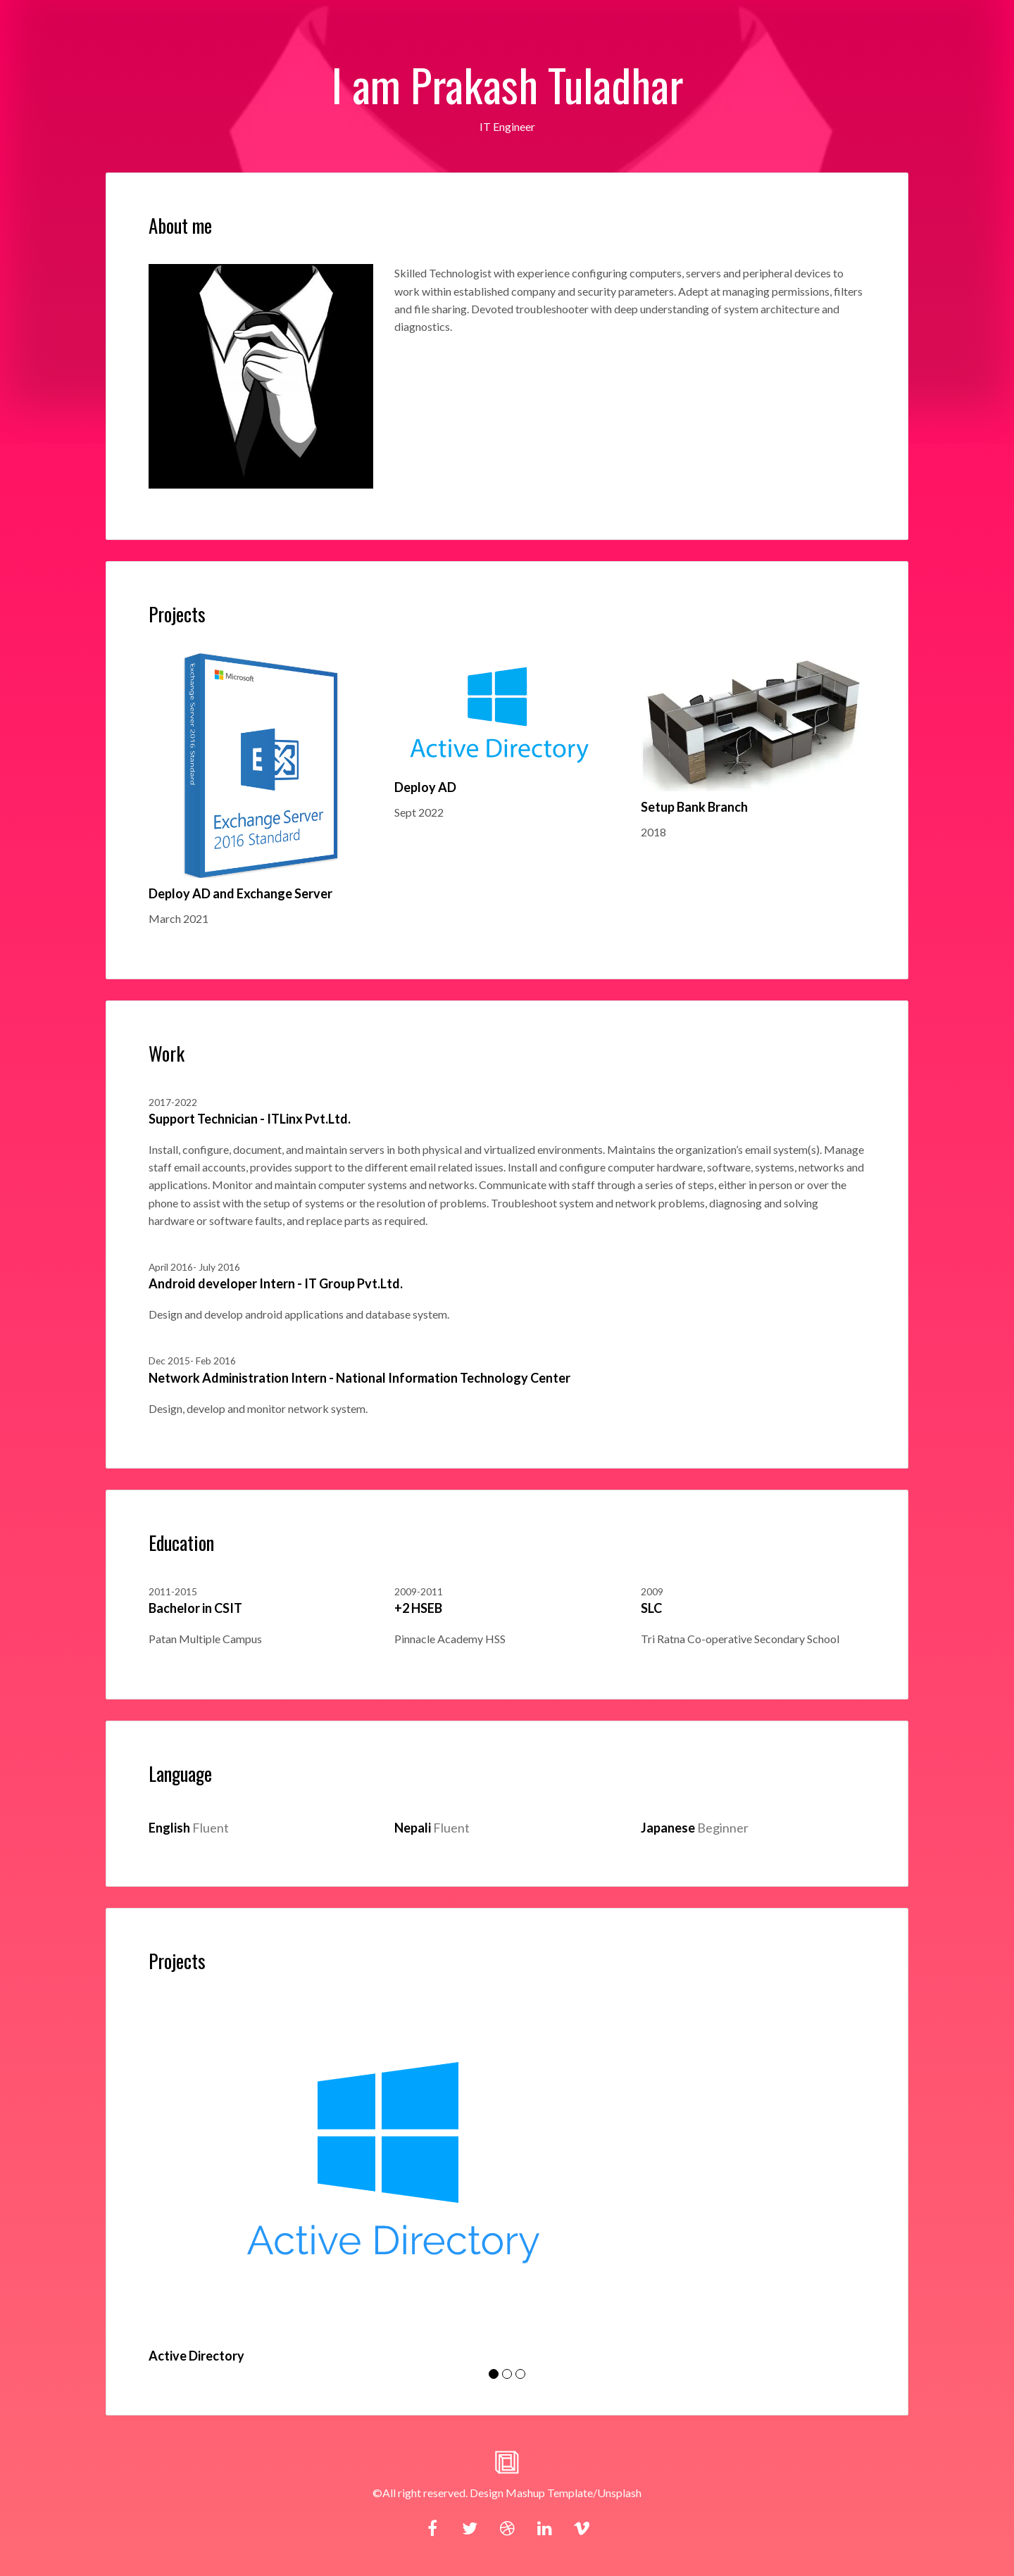 I am Prakash Tuladhar
IT Engineer
About me
Skilled Technologist with experience configuring computers, servers and peripheral devices to
work within established company and security parameters. Adept at managing permissions, filters
and file sharing. Devoted troubleshooter with deep understanding of system architecture and
diagnostics.
Projects
Exchange Server 2016 Standard
Microsoft
Exchange Server
2016 Standard
Deploy AD and Exchange Server
March 2021
Active Directory
Deploy AD
Sept 2022
Setup Bank Branch
2018
Work
2017-2022
Support Technician - ITLinx Pvt.Ltd.
Install, configure, document, and maintain servers in both physical and virtualized environments. Maintains the organization’s email system(s). Manage
staff email accounts, provides support to the different email related issues. Install and configure computer hardware, software, systems, networks and
applications. Monitor and maintain computer systems and networks. Communicate with staff through a series of steps, either in person or over the
phone to assist with the setup of systems or the resolution of problems. Troubleshoot system and network problems, diagnosing and solving
hardware or software faults, and replace parts as required.
April 2016- July 2016
Android developer Intern - IT Group Pvt.Ltd.
Design and develop android applications and database system.
Dec 2015- Feb 2016
Network Administration Intern - National Information Technology Center
Design, develop and monitor network system.
Education
2011-2015
Bachelor in CSIT
Patan Multiple Campus
2009-2011
+2 HSEB
Pinnacle Academy HSS
2009
SLC
Tri Ratna Co-operative Secondary School
Language
English Fluent
Nepali Fluent
Japanese Beginner
Projects
Active Directory
Active Directory
©All right reserved. Design Mashup Template/Unsplash